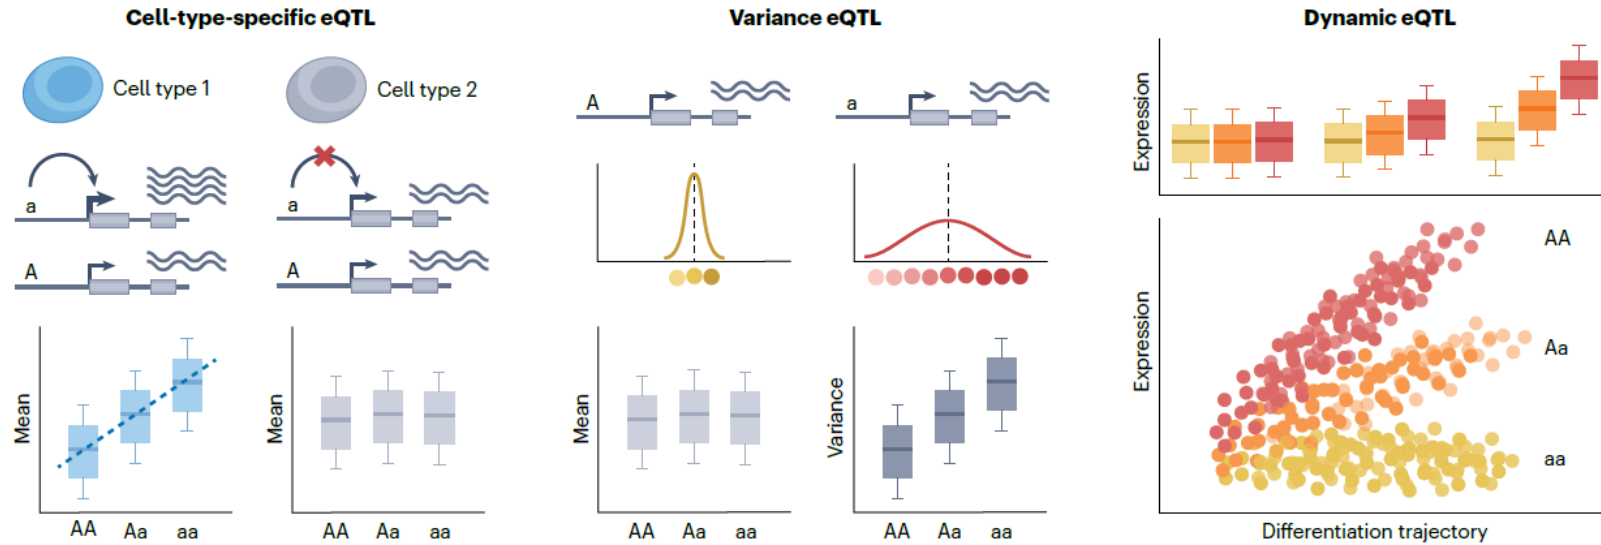 Cell-type-specific eQTL
Cell type 1
Cell type 2
a
a
A
A
Mean
AA Aa aa
Mean
AA Aa aa
Variance eQTL
A
a
Mean
AA Aa aa
Variance
AA Aa aa
Dynamic eQTL
Expression
Expression
AA
Aa
aa
Differentiation trajectory